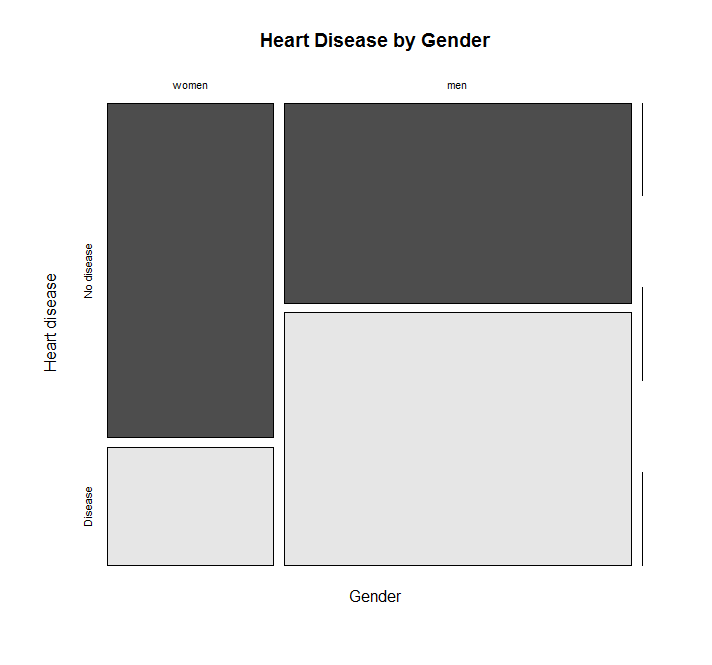 Heart Disease by Gender
women
men
No disease
Disease
Heart disease
Gender